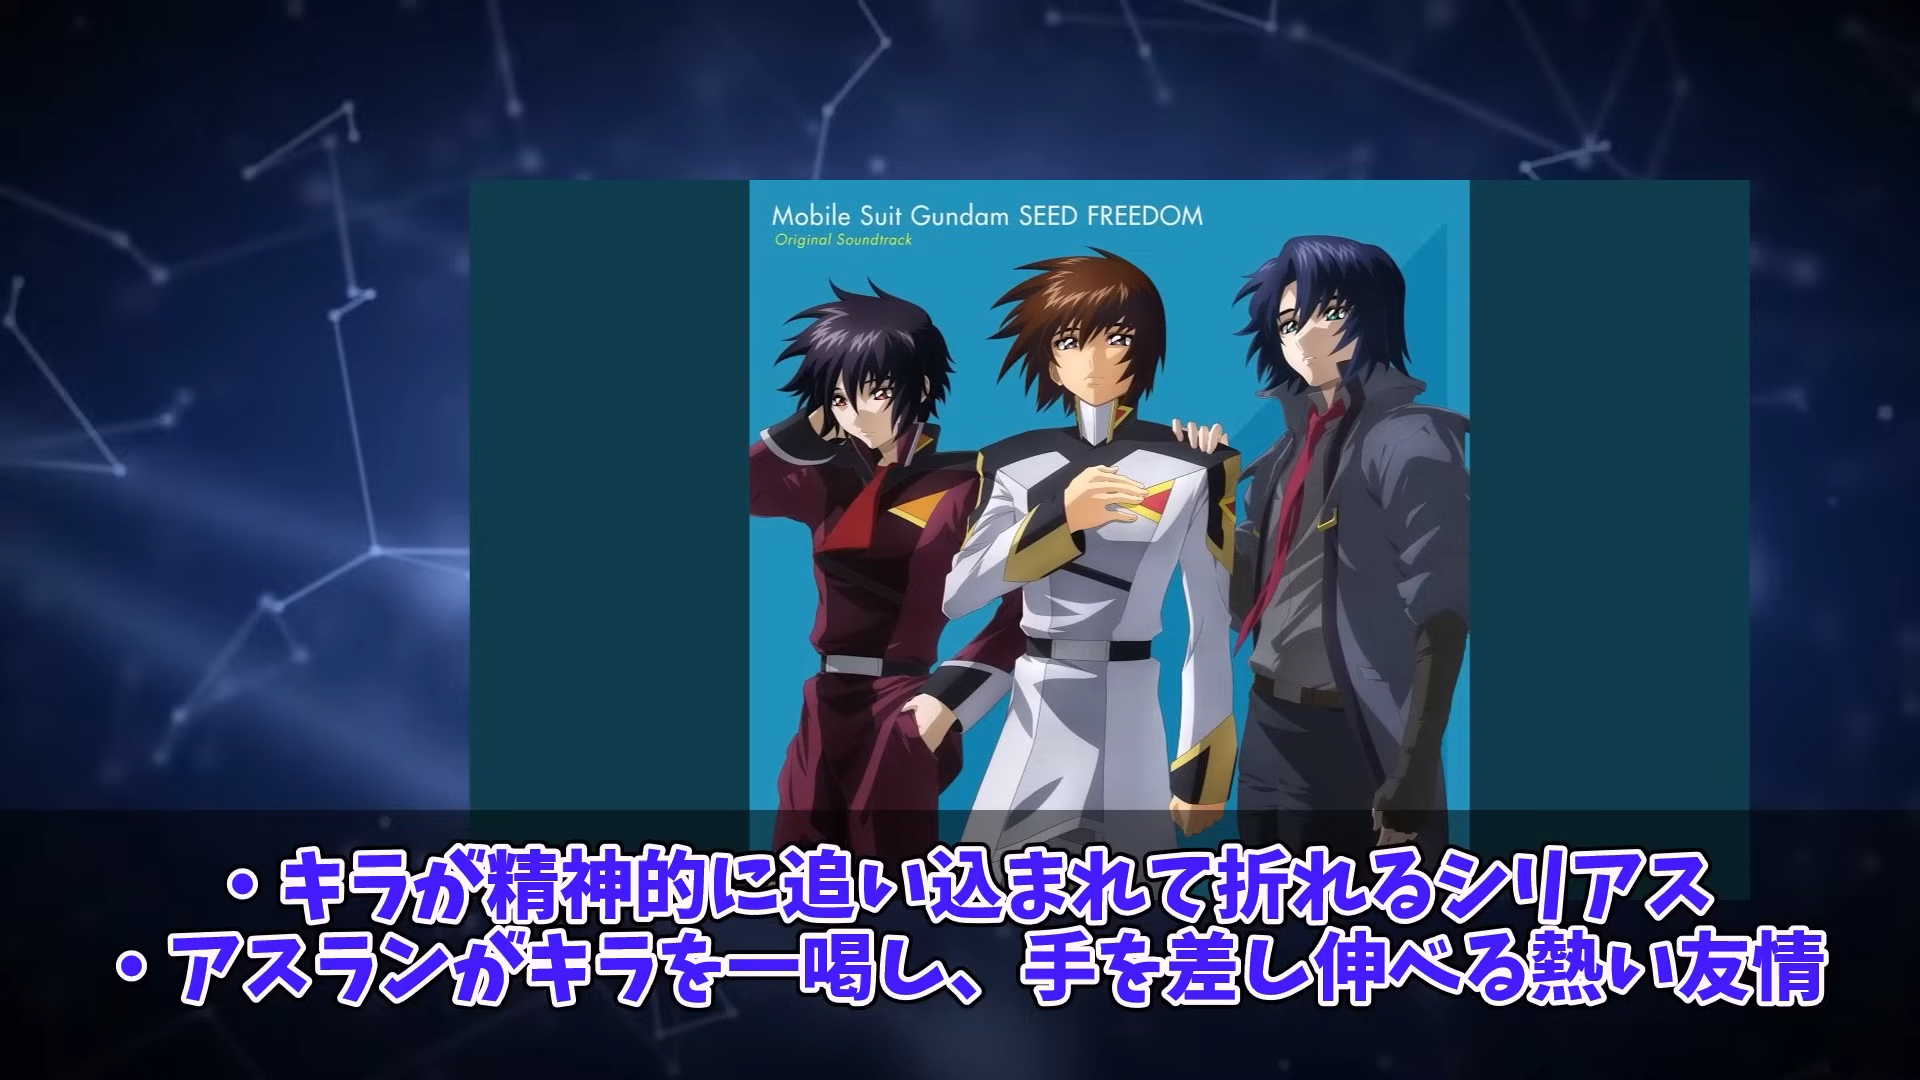 Mobile Suit Gundam SEED FREEDOM
Original Soundtrack
・キラが精神的に追い込まれて折れるシリアス
・アスランがキラを一喝し、手を差し伸べる熱い友情